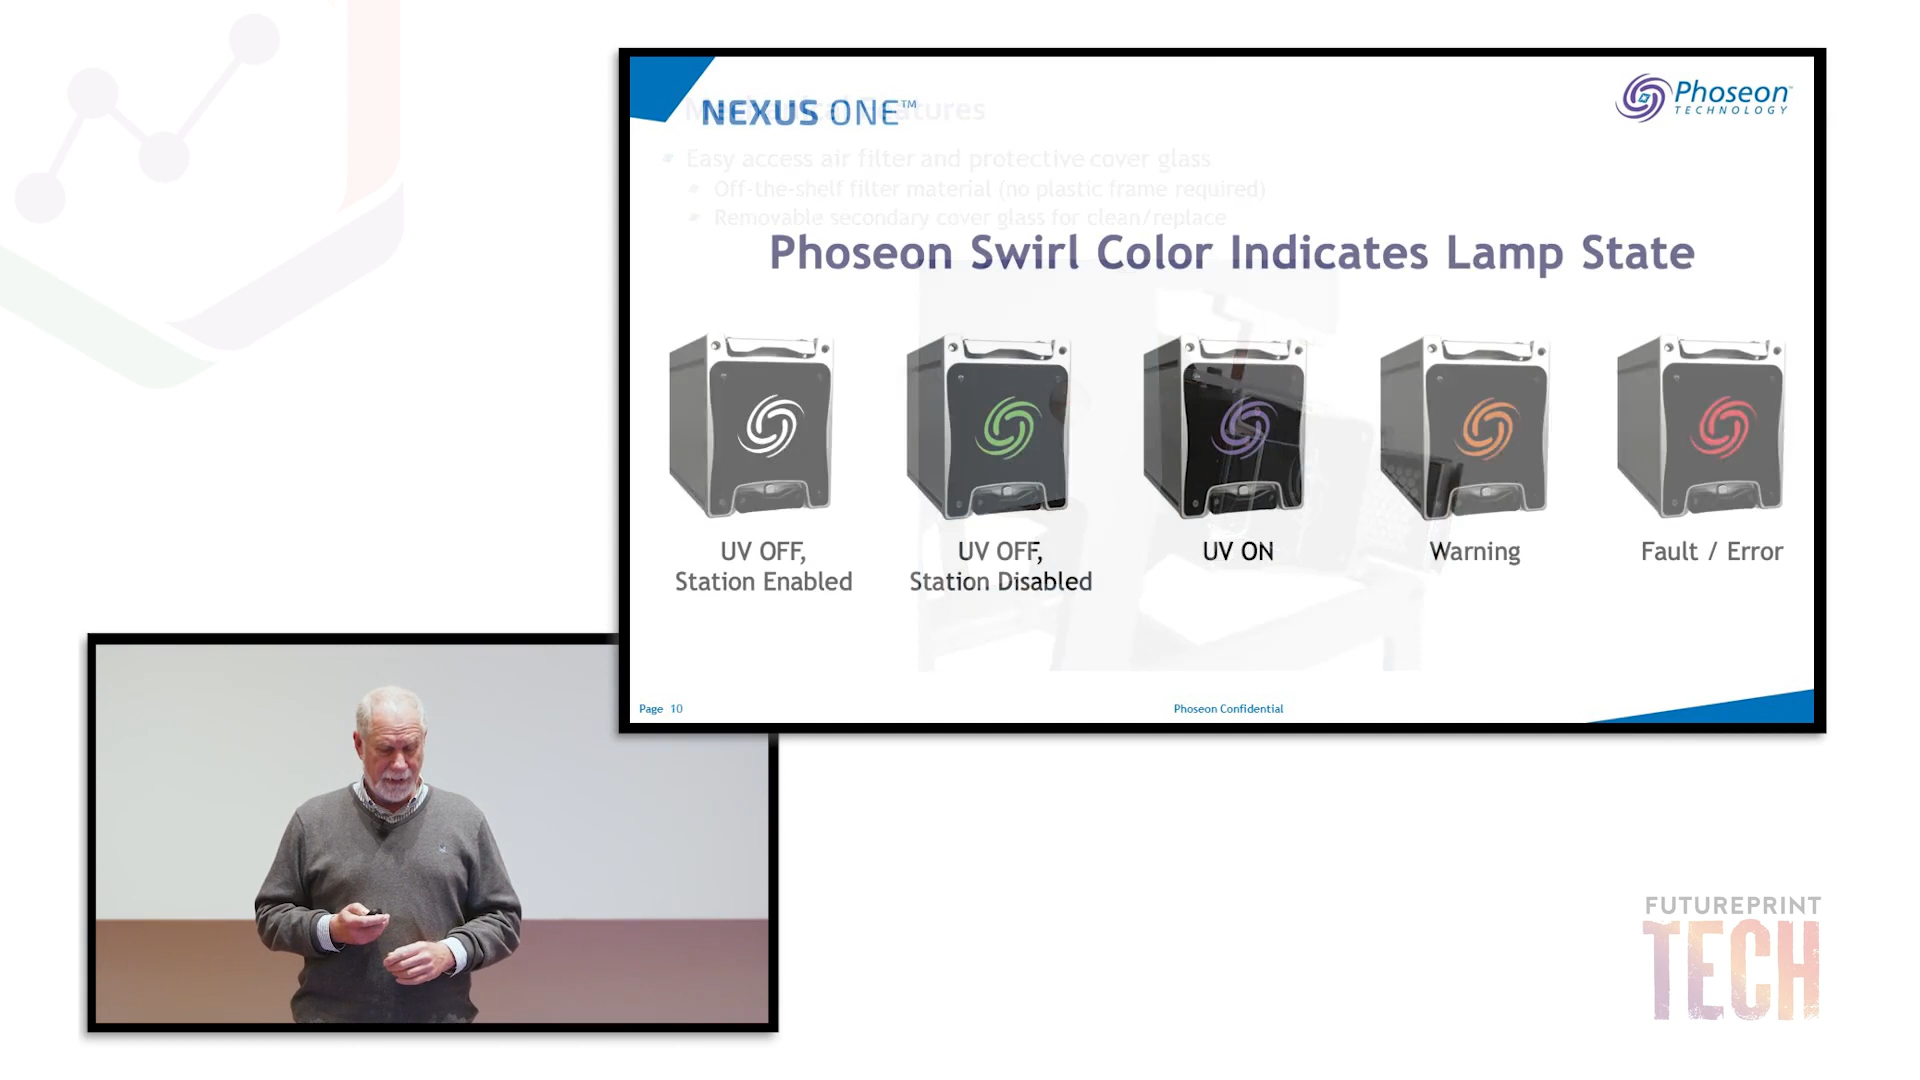 NEXUS ONE™
Phoseon
TECHNOLOGY
Features
Easy access air filter and protective cover glass
Off-the-shelf filter material (no plastic frame required)
Removable secondary cover glass for clean/replace
Phoseon Swirl Color Indicates Lamp State
UV OFF,
Station Enabled
UV OFF,
Station Disabled
UV ON
Warning
Fault / Error
Page 10
Phoseon Confidential
FUTUREPRINT
TECH